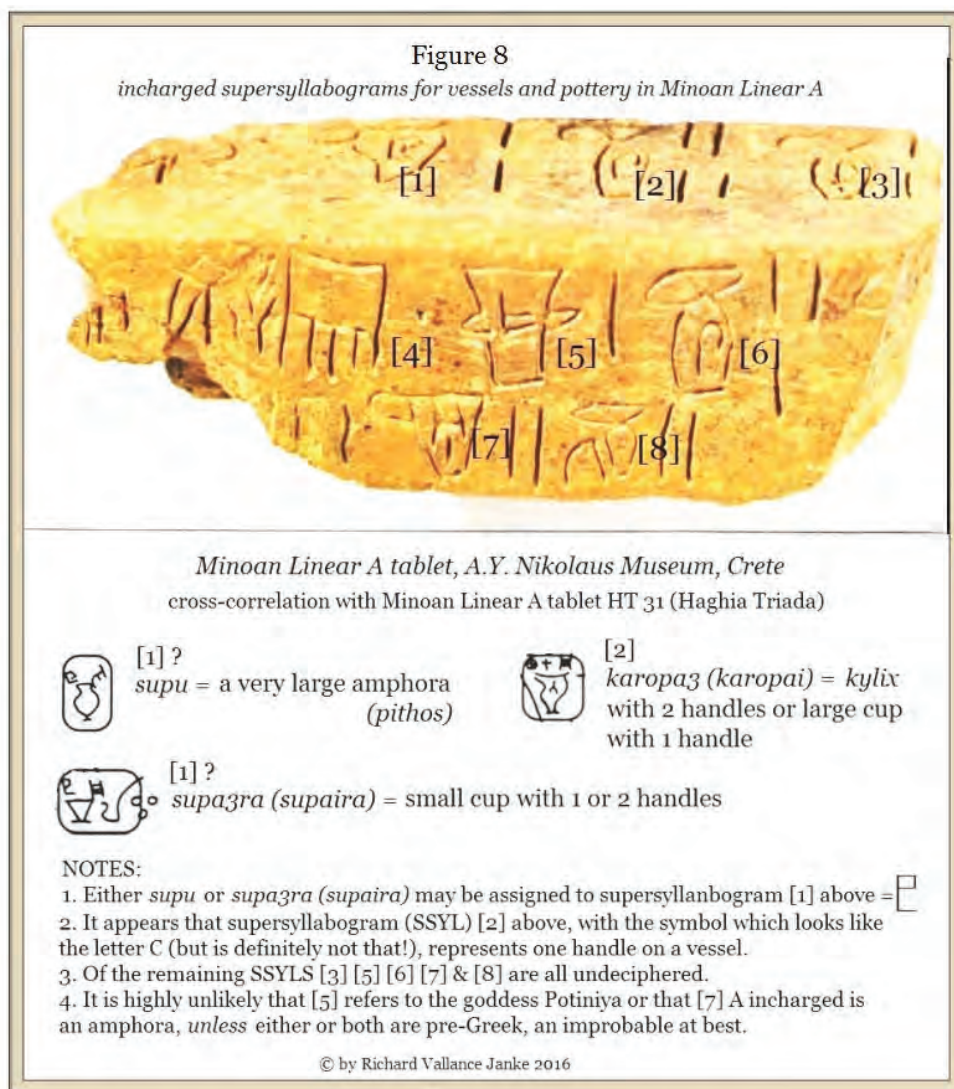 Figure 8
incharged supersyllabograms for vessels and pottery in Minoan Linear A
[1]
[2]
[3]
[4]
[5]
[6]
[7]
[8]
Minoan Linear A tablet, A.Y. Nikolaus Museum, Crete
cross-correlation with Minoan Linear A tablet HT 31 (Haghia Triada)
[1] ?
supu = a very large amphora
(pithos)
[2]
karopa3 (karopai) = kylix
with 2 handles or large cup
with 1 handle
[1] ?
supa3ra (supaira) = small cup with 1 or 2 handles
NOTES:
1. Either supu or supa3ra (supaira) may be assigned to supersyllanbogram [1] above =
2. It appears that supersyllabogram (SSYL) [2] above, with the symbol which looks like
the letter C (but is definitely not that!), represents one handle on a vessel.
3. Of the remaining SSYLS [3] [5] [6] [7] & [8] are all undeciphered.
4. It is highly unlikely that [5] refers to the goddess Potiniya or that [7] A incharged is
an amphora, unless either or both are pre-Greek, an improbable at best.
© by Richard Vallance Janke 2016